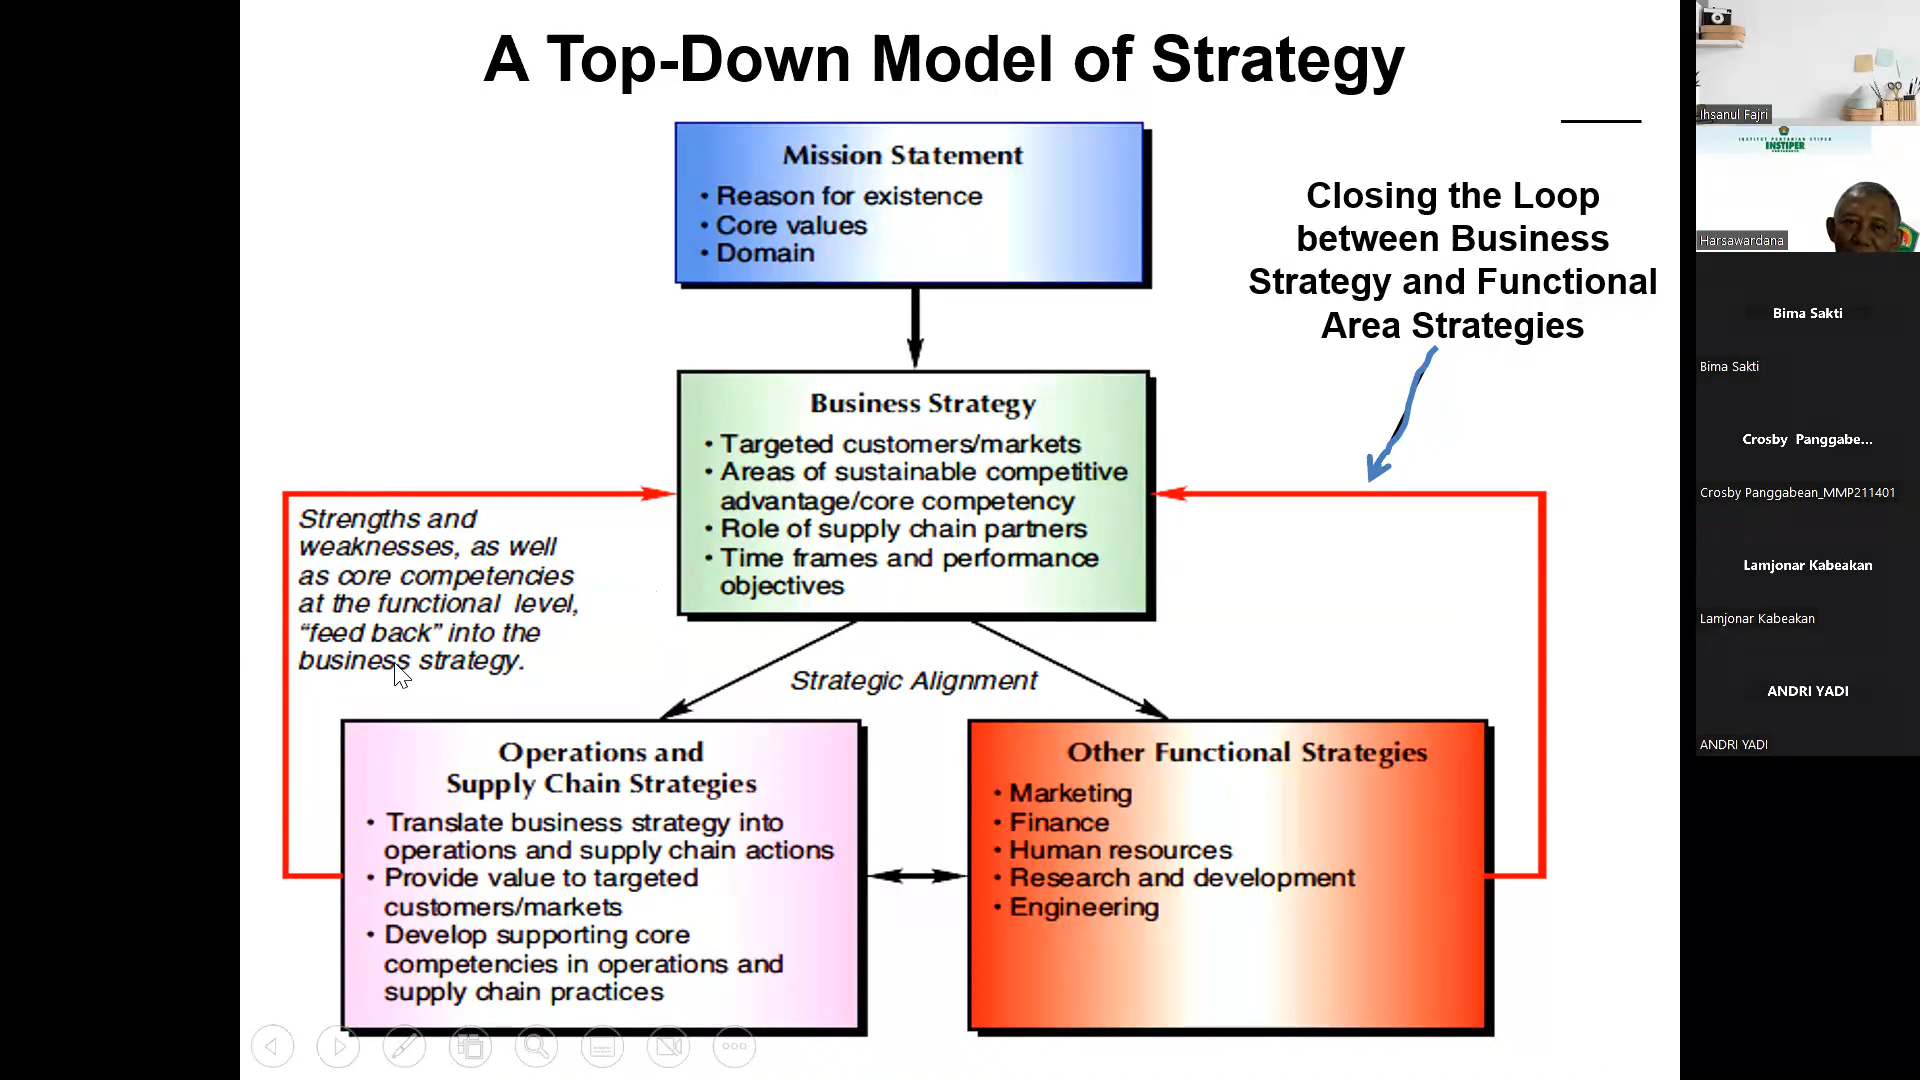 A Top-Down Model of Strategy
Mission Statement
• Reason for existence
• Core values
• Domain
Closing the Loop
between Business
Strategy and Functional
Area Strategies
Business Strategy
• Targeted customers/markets
• Areas of sustainable competitive
advantage/core competency
• Role of supply chain partners
• Time frames and performance
objectives
Strengths and
weaknesses, as well
as core competencies
at the functional level,
“feed back” into the
business strategy.
Strategic Alignment
Operations and
Supply Chain Strategies
• Translate business strategy into
operations and supply chain actions
• Provide value to targeted
customers/markets
• Develop supporting core
competencies in operations and
supply chain practices
Other Functional Strategies
• Marketing
• Finance
• Human resources
• Research and development
• Engineering
Ihsanul Fajri
INSTITUT PERTANIAN STIPER
INSTIPER
Harsawardana
Bima Sakti
Bima Sakti
Crosby Panggabe...
Crosby Panggabean_MMP211401
Lamjonar Kabeakan
Lamjonar Kabeakan
ANDRI YADI
ANDRI YADI